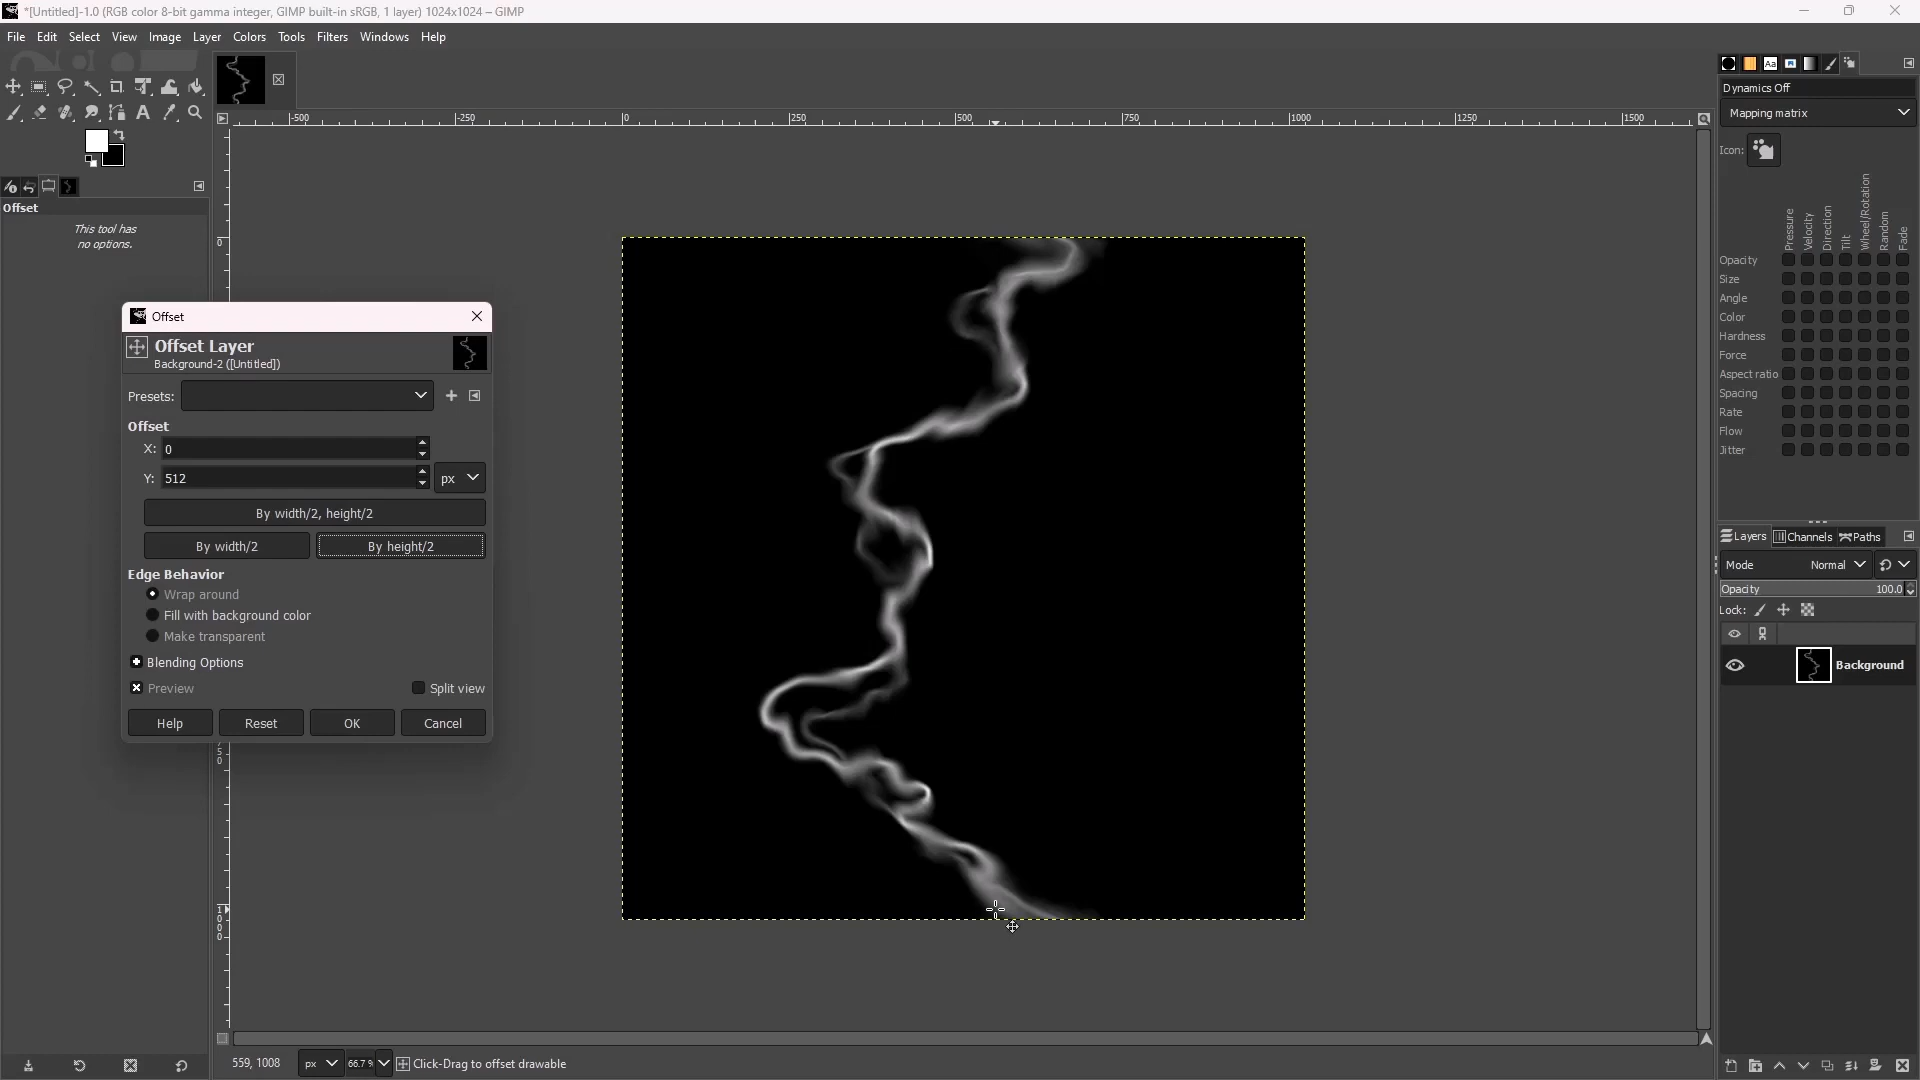 *[Untitled]-1.0 (RGB color 8-bit gamma integer, GIMP built-in sRGB, 1 layer) 1024x1024 – GIMP
File Edit Select View Image Layer Colors Tools Filters Windows Help
-500 -250 0 250 500 750 1000 1250 1500
Offset
This tool has
no options.
Offset
Offset Layer
Background-2 ([Untitled])
Presets:
Offset
X: 0
Y: 512 px
By width/2, height/2
By width/2 By height/2
Edge Behavior
Wrap around
Fill with background color
Make transparent
Blending Options
Preview Split view
Help Reset OK Cancel
0
1000
559, 1008 px 66.7 % Click-Drag to offset drawable
Aa
Dynamics Off
Mapping matrix
Icon:
Pressure Velocity Direction Tilt Wheel/Rotation Random Fade
Opacity
Size
Angle
Color
Hardness
Force
Aspect ratio
Spacing
Rate
Flow
Jitter
Layers Channels Paths
Mode Normal
Opacity 100.0
Lock:
Background